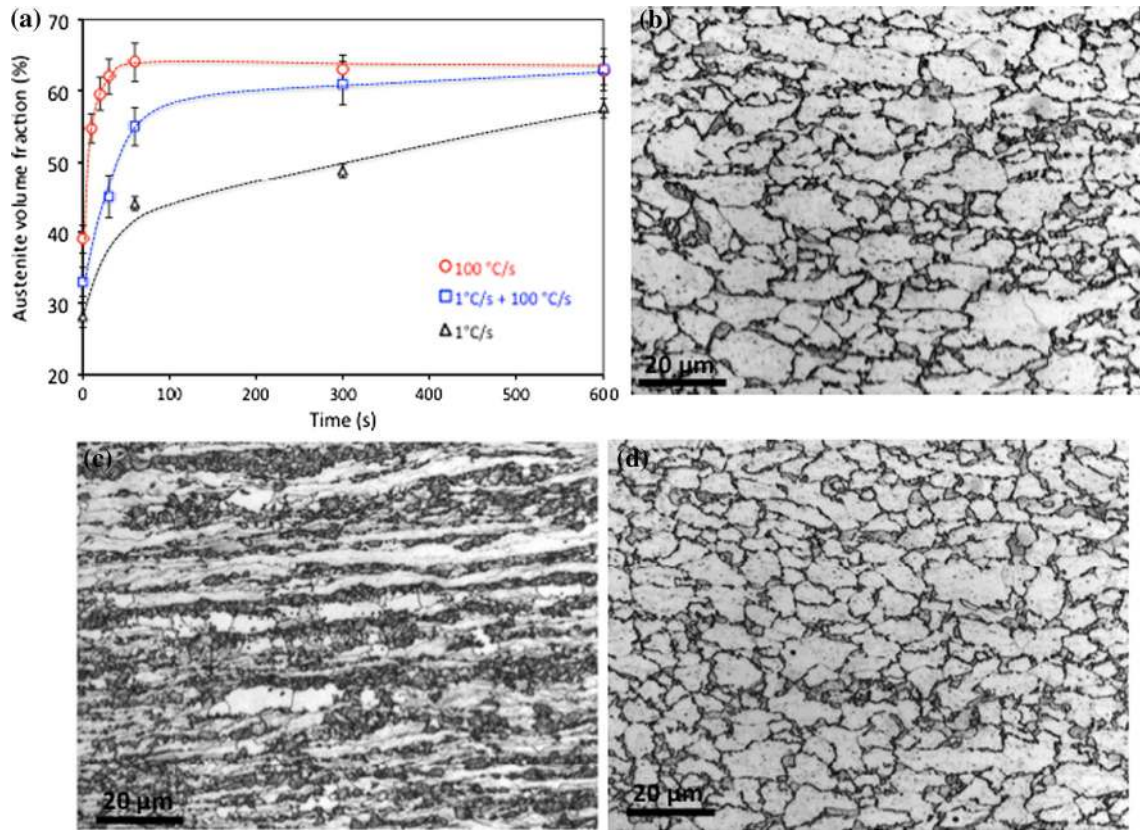 (a)
70
60
50
40
30
20
Austenite volume fraction (%)
0
100
200
300
400
500
600
Time (s)
100 °C/s
1°C/s + 100 °C/s
1°C/s
(b)
20 µm
(c)
20 µm
(d)
20 µm